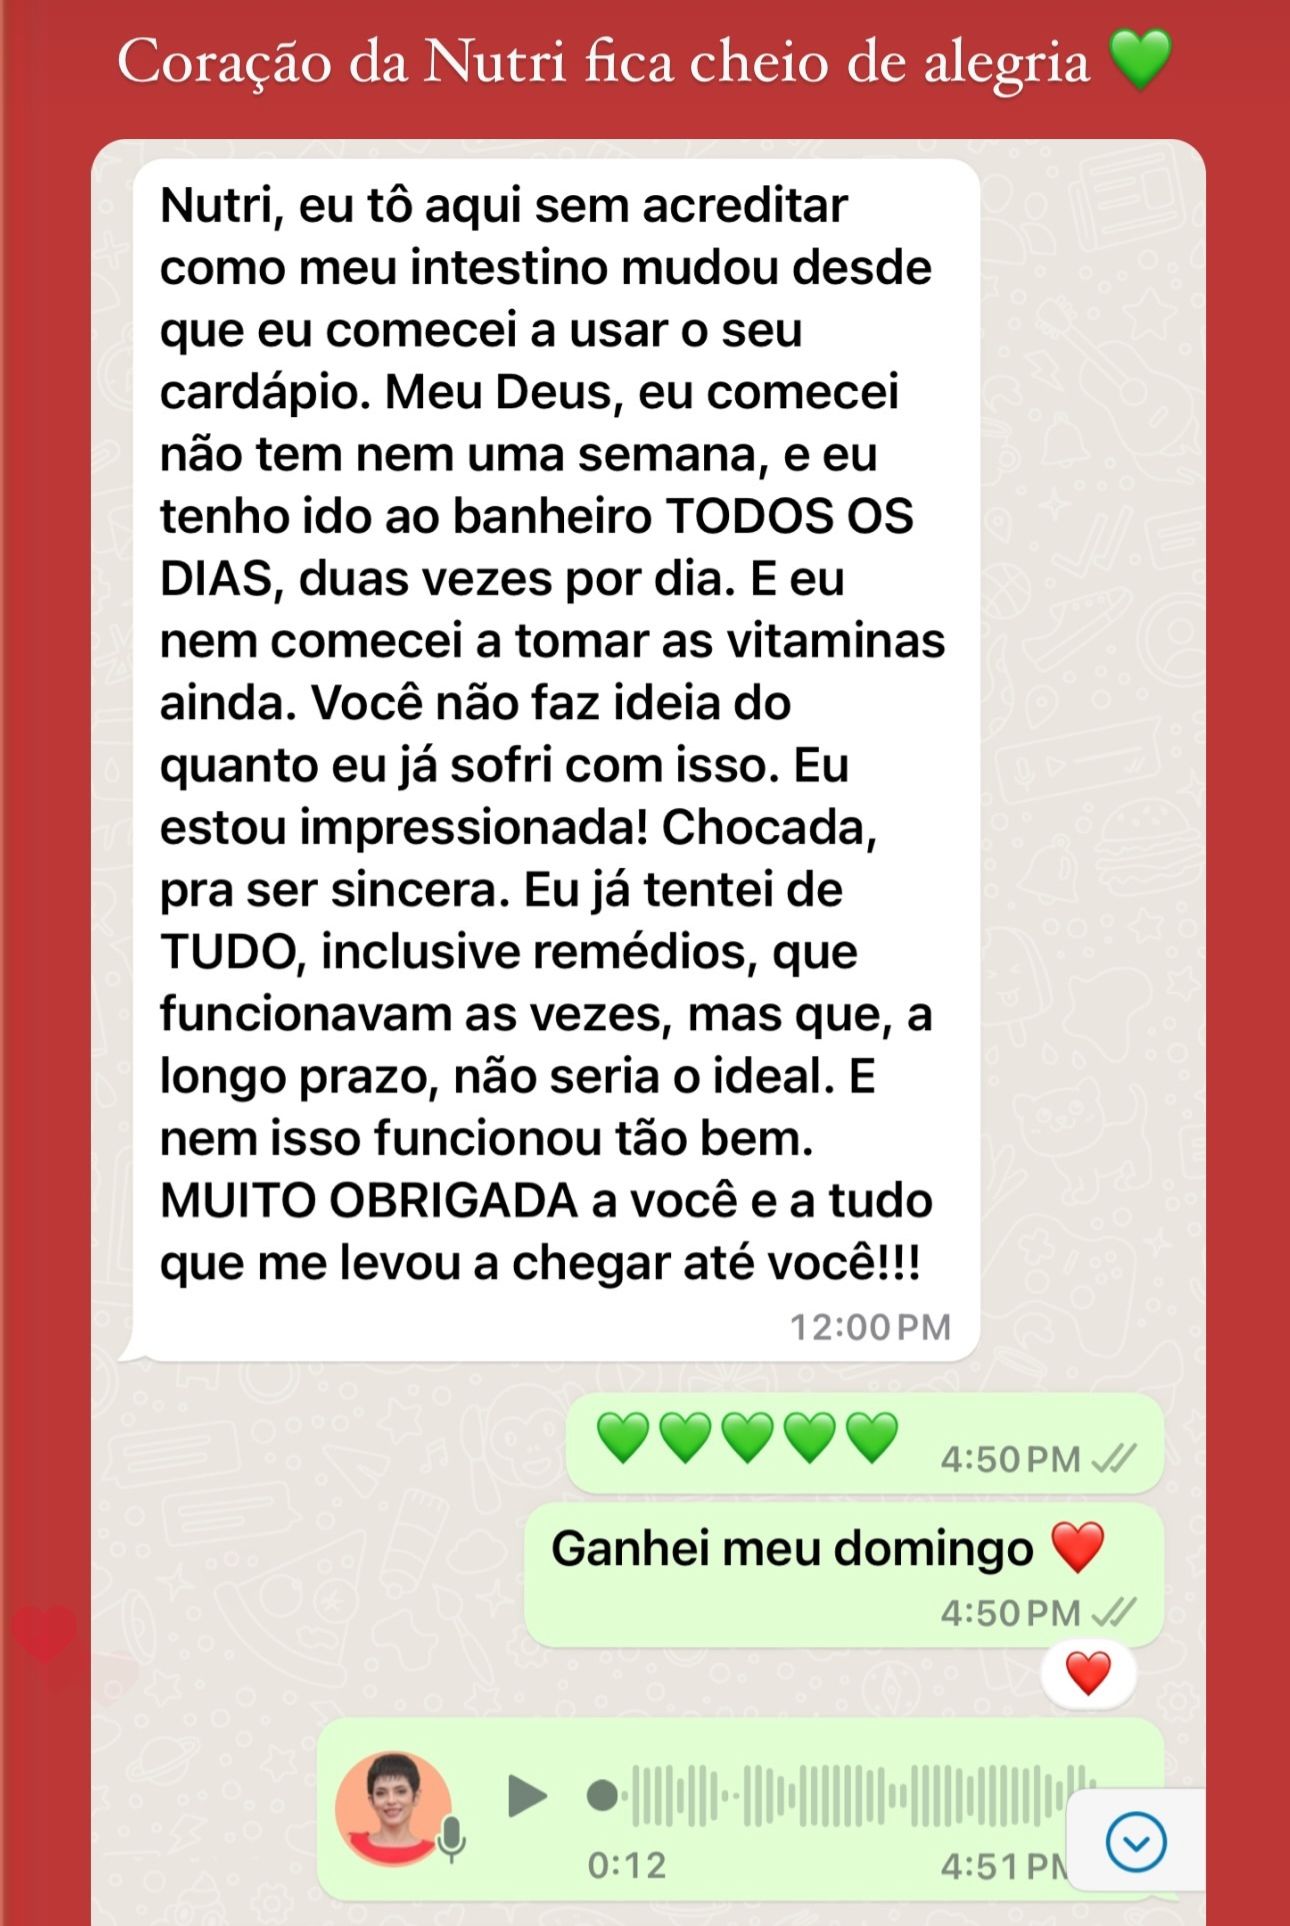 Coração da Nutri fica cheio de alegria 💚
Nutri, eu tô aqui sem acreditar
como meu intestino mudou desde
que eu comecei a usar o seu
cardápio. Meu Deus, eu comecei
não tem nem uma semana, e eu
tenho ido ao banheiro TODOS OS
DIAS, duas vezes por dia. E eu
nem comecei a tomar as vitaminas
ainda. Você não faz ideia do
quanto eu já sofri com isso. Eu
estou impressionada! Chocada,
pra ser sincera. Eu já tentei de
TUDO, inclusive remédios, que
funcionavam as vezes, mas que, a
longo prazo, não seria o ideal. E
nem isso funcionou tão bem.
MUITO OBRIGADA a você e a tudo
que me levou a chegar até você!!!
12:00 PM
💚💚💚💚💚 4:50 PM
Ganhei meu domingo ❤️
4:50 PM
❤️
0:12 4:51 PM